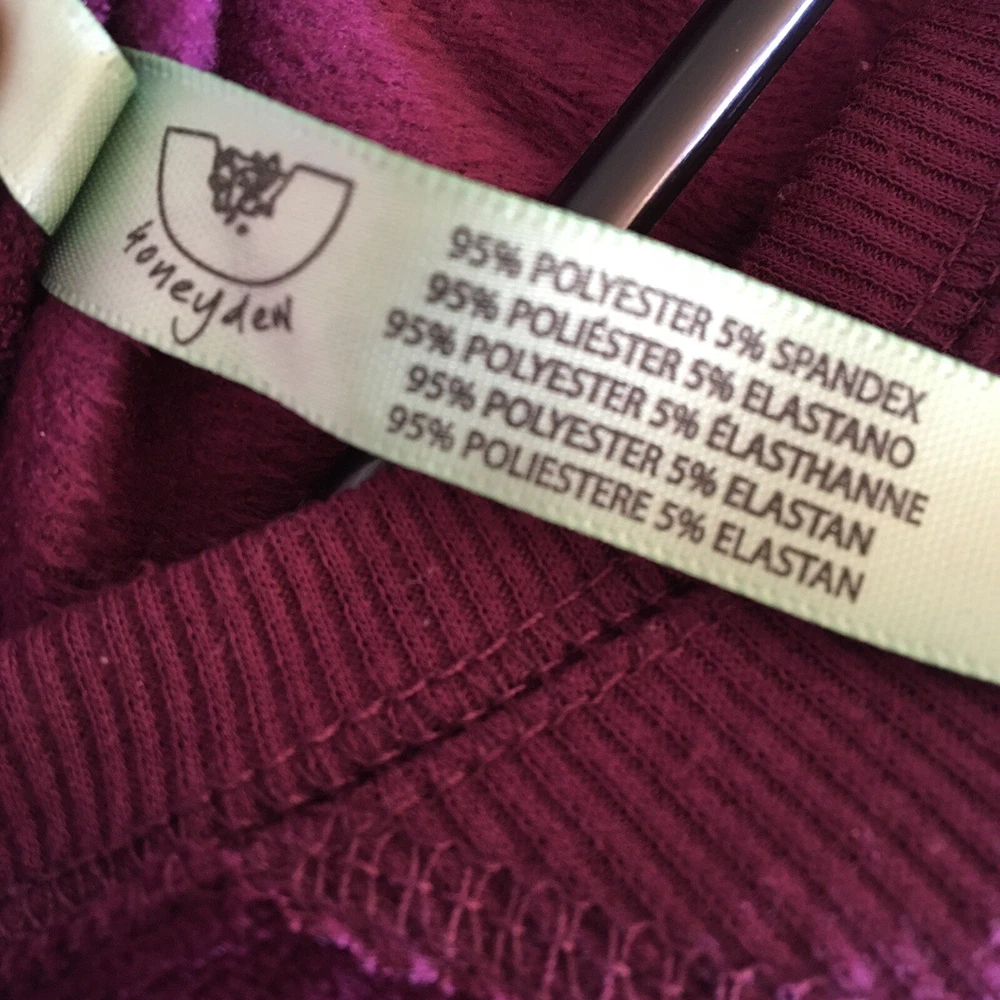 honeyden
95% POLYESTER 5% SPANDEX
95% POLIÉSTER 5% ELASTANO
95% POLYESTER 5% ÉLASTHANNE
95% POLYESTER 5% ELASTAN
95% POLIESTERE 5% ELASTAN